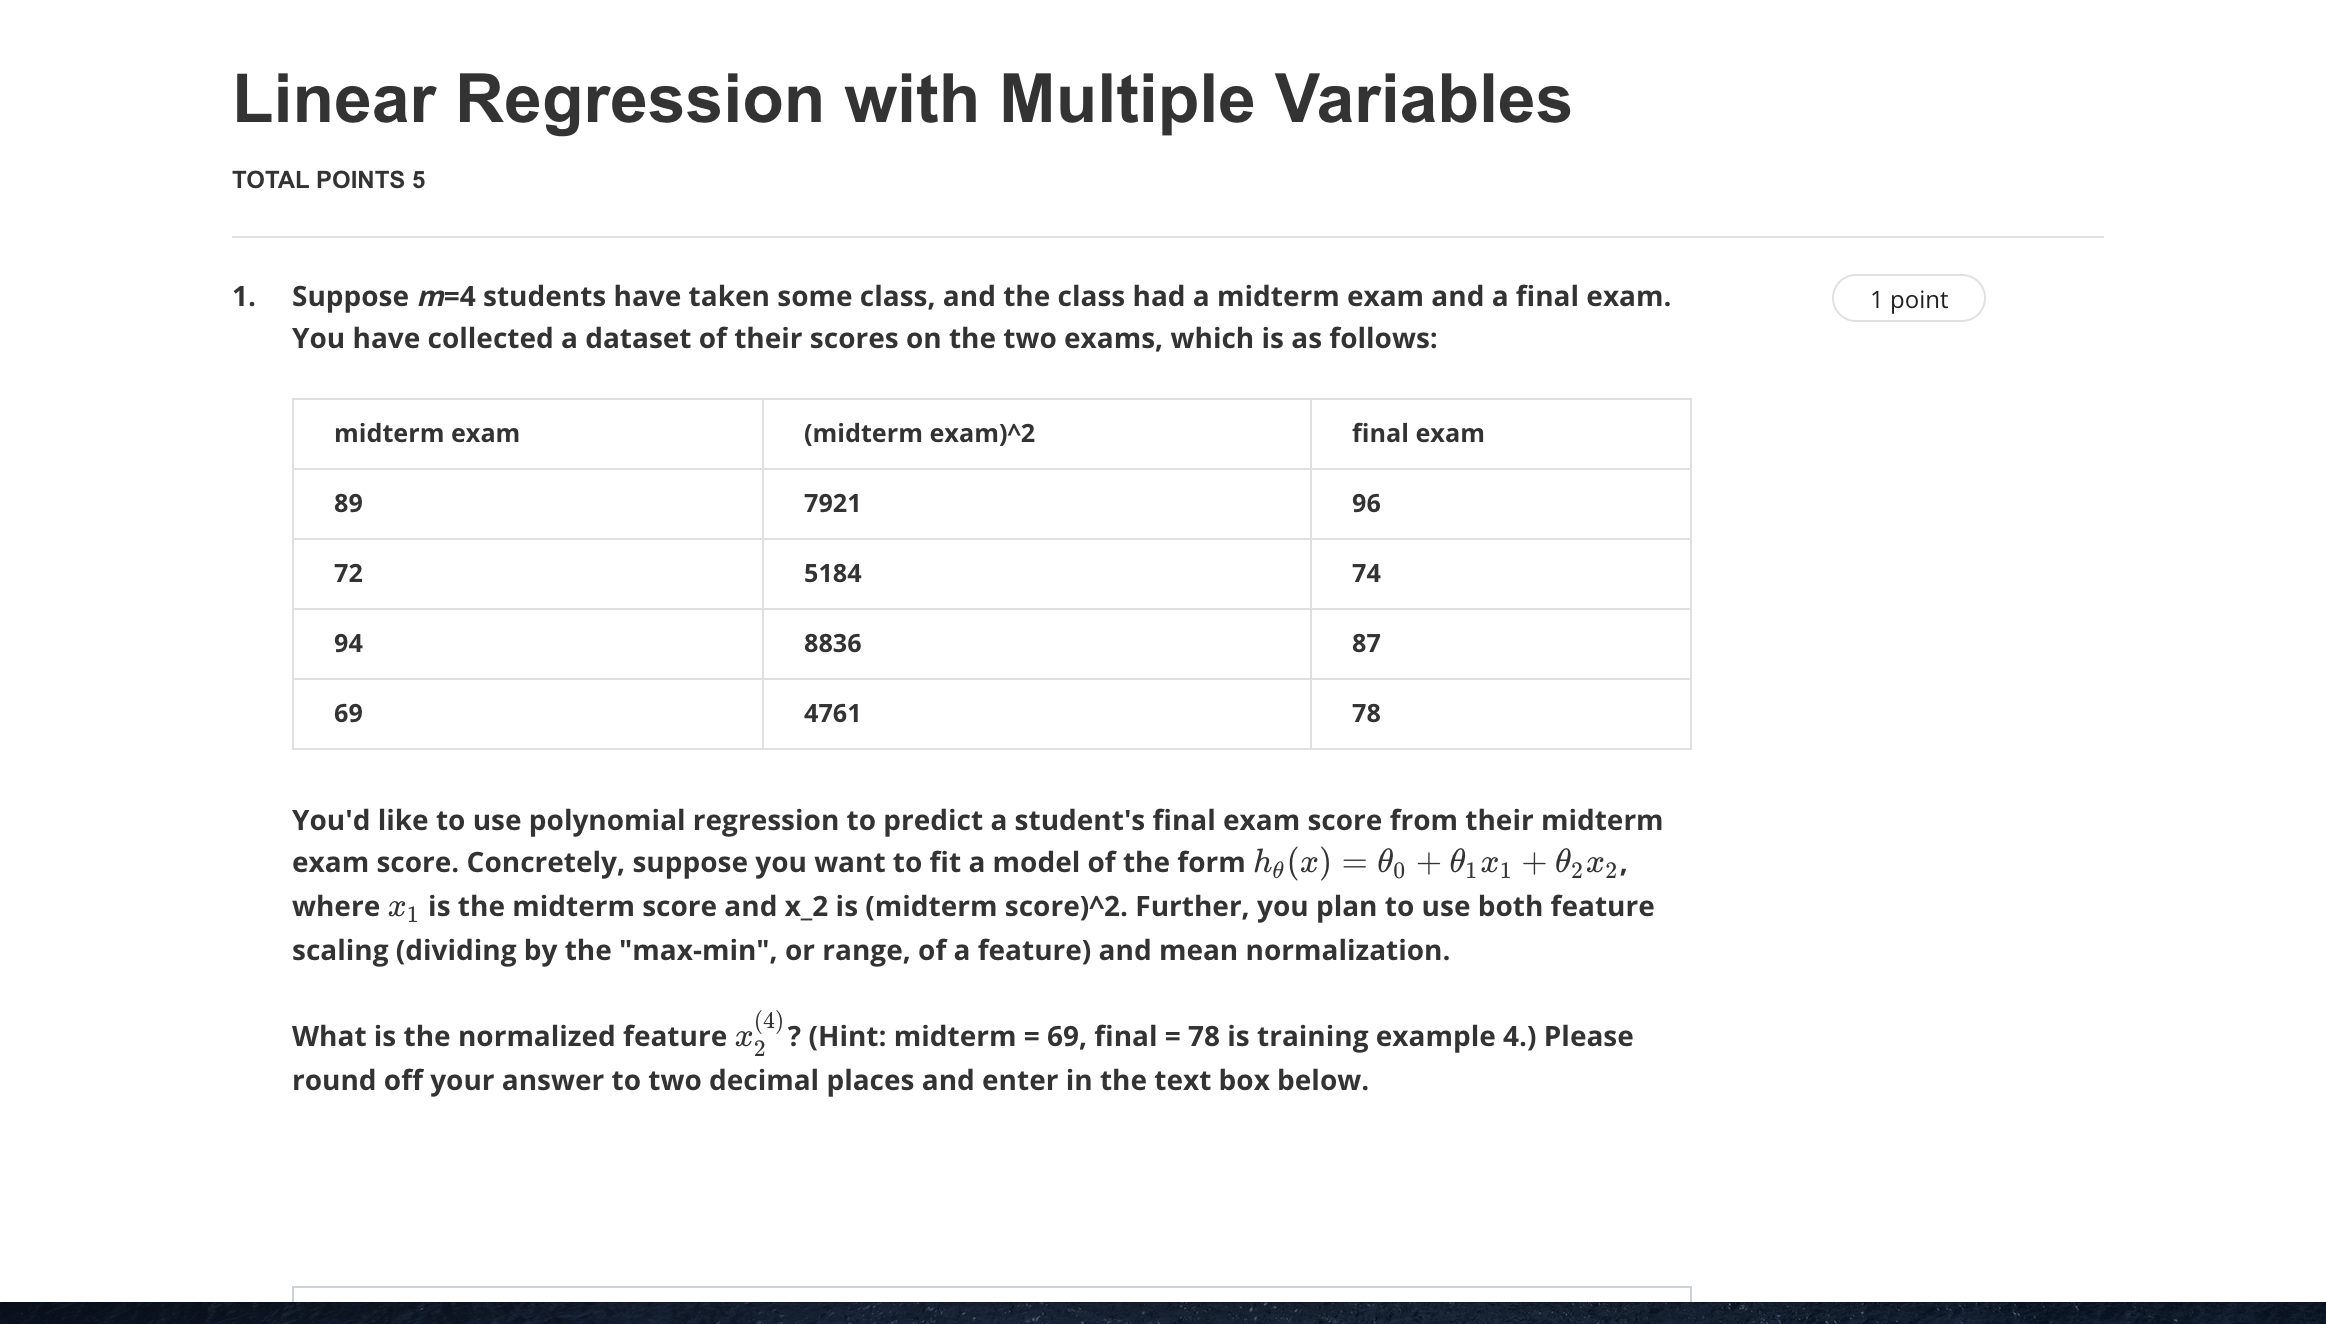 Linear Regression with Multiple Variables
TOTAL POINTS 5
1. Suppose m=4 students have taken some class, and the class had a midterm exam and a final exam.
1 point
You have collected a dataset of their scores on the two exams, which is as follows:
midterm exam (midterm exam)^2 final exam
89 7921 96
72 5184 74
94 8836 87
69 4761 78
You'd like to use polynomial regression to predict a student's final exam score from their midterm
exam score. Concretely, suppose you want to fit a model of the form h_θ(x) = θ_0 + θ_1x_1 + θ_2x_2,
where x_1 is the midterm score and x_2 is (midterm score)^2. Further, you plan to use both feature
scaling (dividing by the "max-min", or range, of a feature) and mean normalization.
What is the normalized feature x_2^(4)? (Hint: midterm = 69, final = 78 is training example 4.) Please
round off your answer to two decimal places and enter in the text box below.